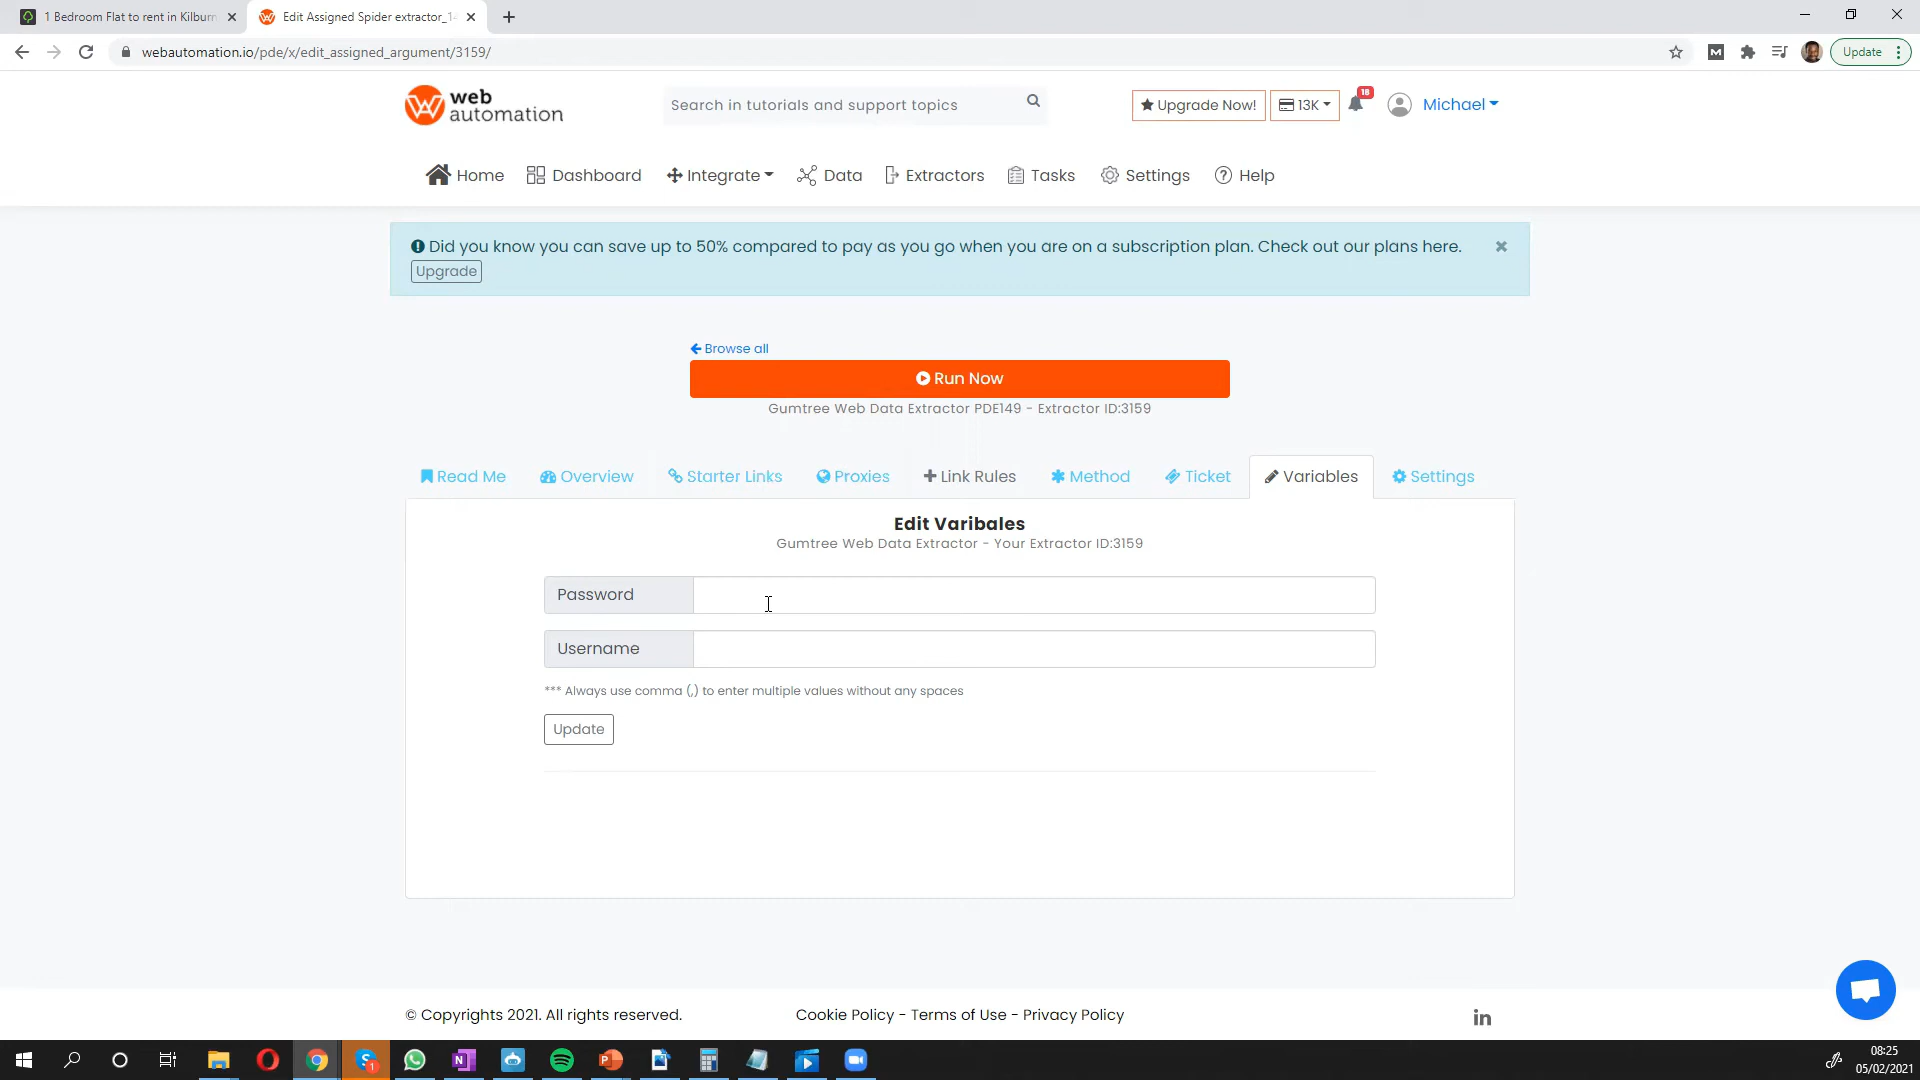 1 Bedroom Flat to rent in Kilburn
Edit Assigned Spider extractor_14
webautomation.io/pde/x/edit_assigned_argument/3159/
M
Update
web
automation
Search in tutorials and support topics
Upgrade Now!
13K
18
Michael
Home
Dashboard
Integrate
Data
Extractors
Tasks
Settings
Help
Did you know you can save up to 50% compared to pay as you go when you are on a subscription plan. Check out our plans here.
Upgrade
Browse all
Run Now
Gumtree Web Data Extractor PDE149 - Extractor ID:3159
Read Me
Overview
Starter Links
Proxies
Link Rules
Method
Ticket
Variables
Settings
Edit Varibales
Gumtree Web Data Extractor - Your Extractor ID:3159
Password
Username
*** Always use comma (,) to enter multiple values without any spaces
Update
© Copyrights 2021. All rights reserved.
Cookie Policy - Terms of Use - Privacy Policy
in
08:25
05/02/2021